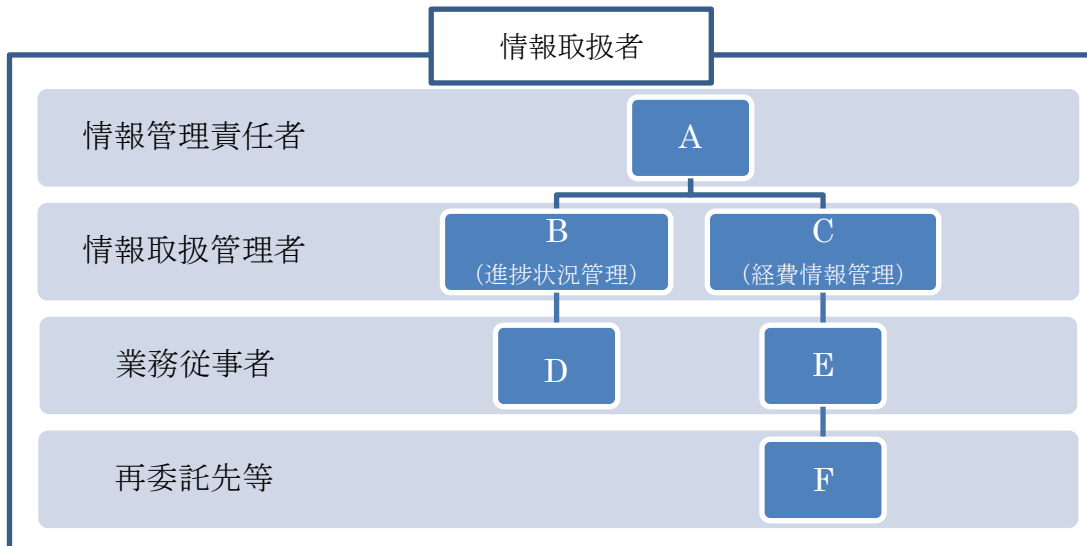 情報取扱者
情報管理責任者
A
情報取扱管理者
B
（進捗状況管理）
C
（経費情報管理）
業務従事者
D
E
再委託先等
F